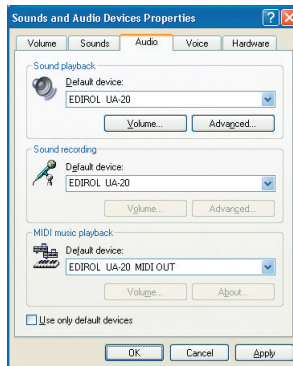 Sounds and Audio Devices Properties
Volume Sounds Audio Voice Hardware
Sound playback
Default device:
EDIROL UA-20
Volume... Advanced...
Sound recording
Default device:
EDIROL UA-20
Volume... Advanced...
MIDI music playback
Default device:
EDIROL UA-20 MIDI OUT
Volume... About...
Use only default devices
OK Cancel Apply